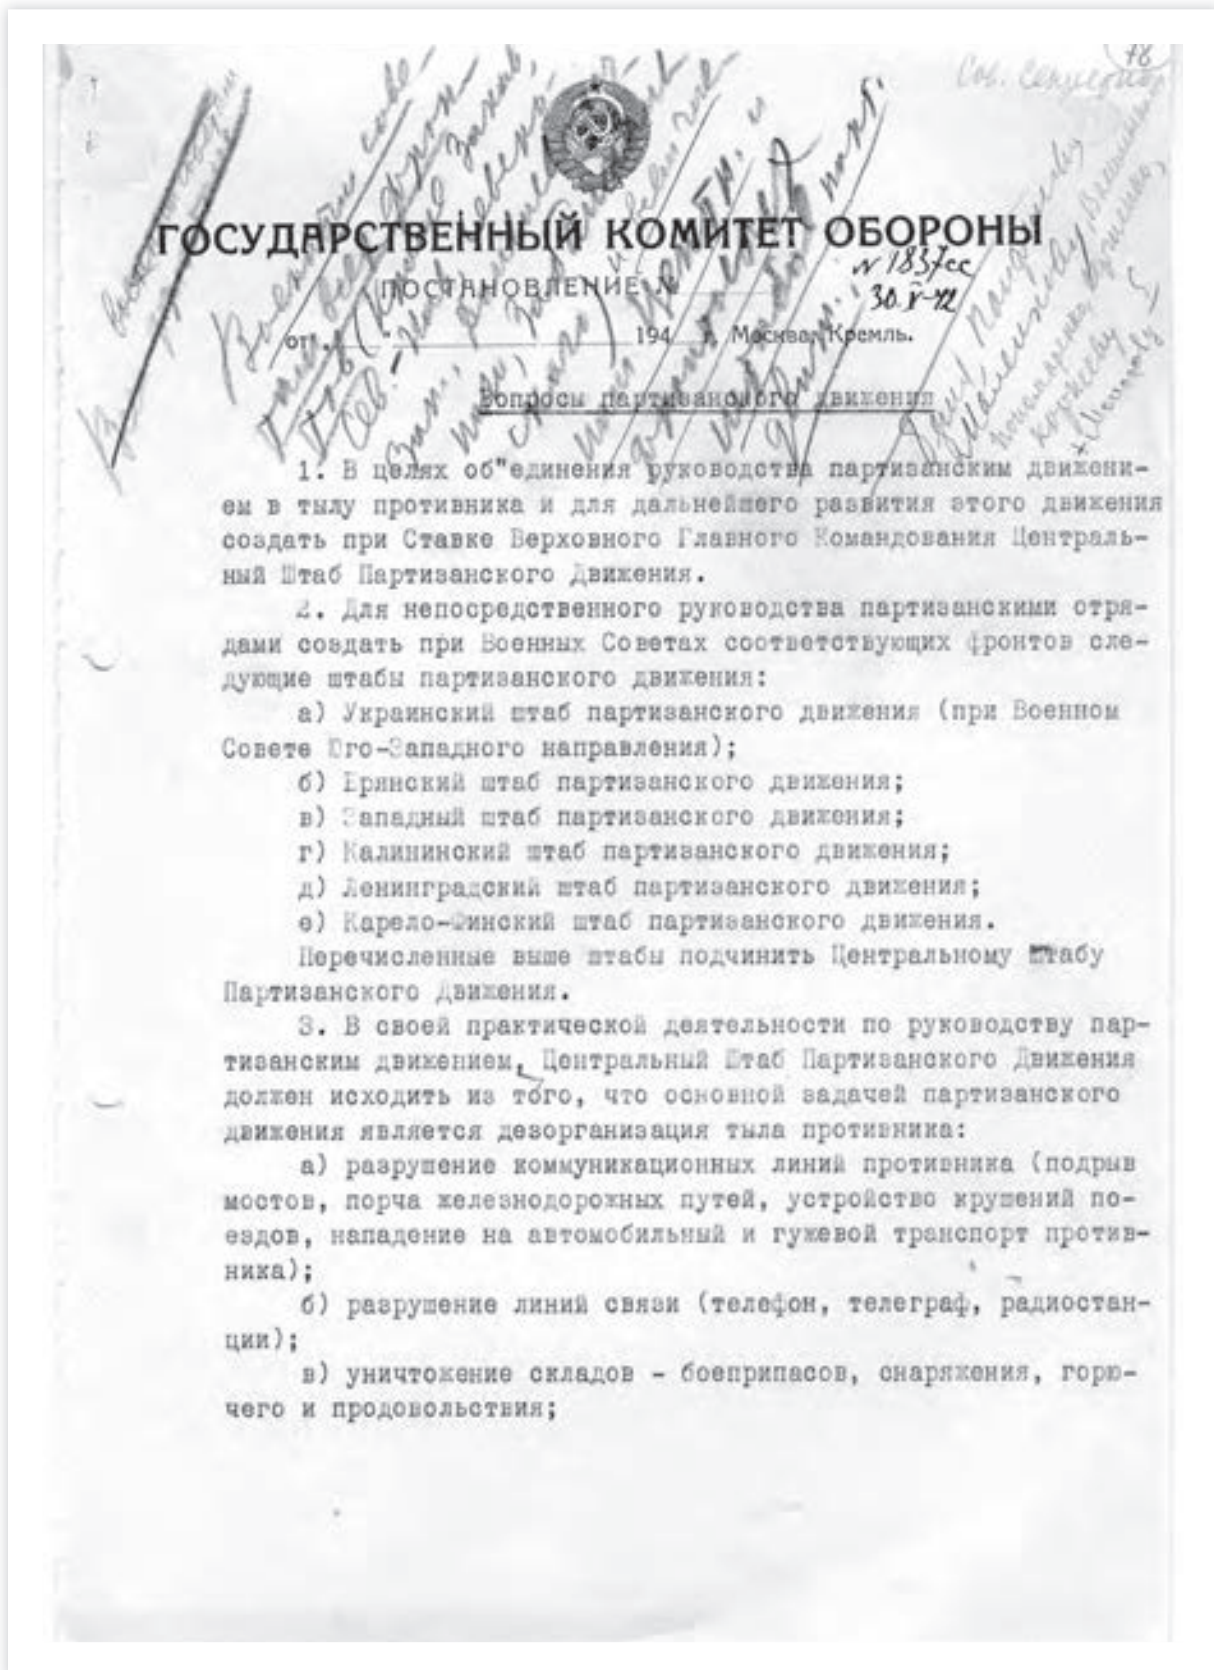 78
Сов. Секретно
ГОСУДАРСТВЕННЫЙ КОМИТЕТ ОБОРОНЫ
ПОСТАНОВЛЕНИЕ № N 1837сс
30.V-42
от " " 194 г. Москва, Кремль.
Вопросы партизанского движения
1. В целях об"единения руководства партизанским движени-
ем в тылу противника и для дальнейшего развития этого движения
создать при Ставке Верховного Главного Командования Централь-
ный Штаб Партизанского Движения.
2. Для непосредственного руководства партизанскими отря-
дами создать при Военных Советах соответствующих фронтов сле-
дующие штабы партизанского движения:
а) Украинский штаб партизанского движения (при Военном
Совете Юго-Западного направления);
б) Брянский штаб партизанского движения;
в) Западный штаб партизанского движения;
г) Калининский штаб партизанского движения;
д) Ленинградский штаб партизанского движения;
е) Карело-Финский штаб партизанского движения.
Перечисленные выше штабы подчинить Центральному Штабу
Партизанского Движения.
3. В своей практической деятельности по руководству пар-
тизанским движением, Центральный Штаб Партизанского Движения
должен исходить из того, что основной задачей партизанского
движения является дезорганизация тыла противника:
а) разрушение коммуникационных линий противника (подрыв
мостов, порча железнодорожных путей, устройство крушений по-
ездов, нападение на автомобильный и гужевой транспорт против-
ника);
б) разрушение линий связи (телефон, телеграф, радиостан-
ции);
в) уничтожение складов - боеприпасов, снаряжения, горю-
чего и продовольствия;